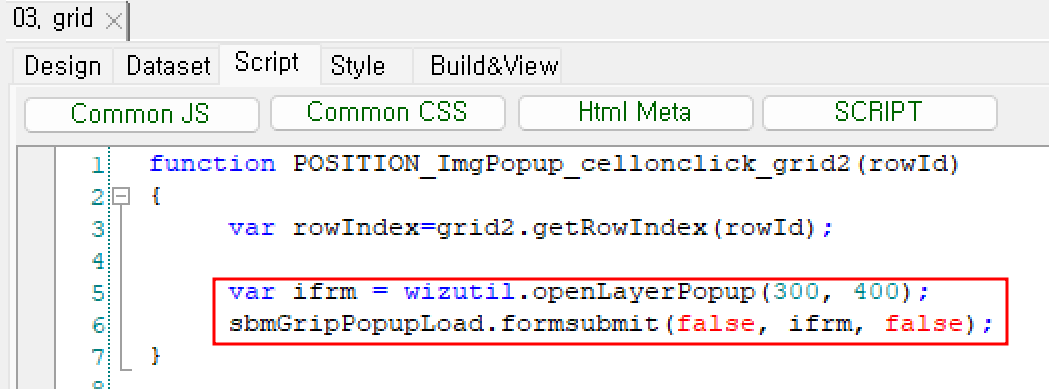 03, grid
Design Dataset Script Style Build&View
Common JS Common CSS Html Meta SCRIPT
1 function POSITION_ImgPopup_cellonclick_grid2(rowId)
2 {
3 var rowIndex=grid2.getRowIndex(rowId);
4
5 var ifrm = wizutil.openLayerPopup(300, 400);
6 sbmGripPopupLoad.formsubmit(false, ifrm, false);
7 }
8